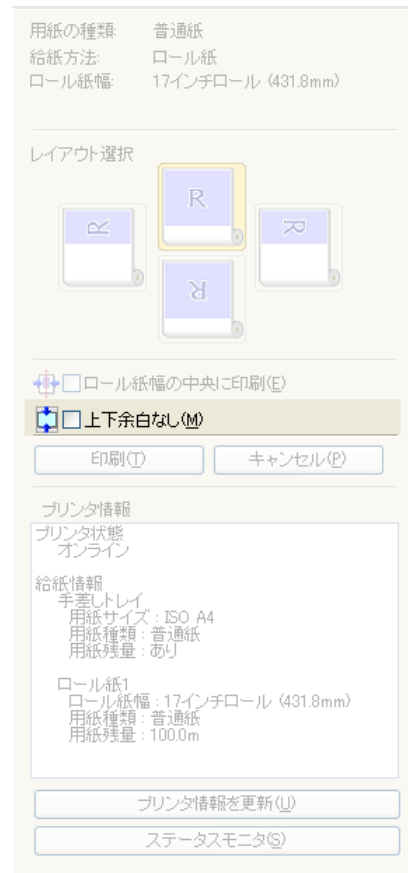 用紙の種類: 普通紙
給紙方法: ロール紙
ロール紙幅: 17インチロール (431.8mm)
レイアウト選択
R
R
R
R
ロール紙幅の中央に印刷(E)
上下余白なし(M)
印刷(T) キャンセル(P)
プリンタ情報
プリンタ状態
オンライン
給紙情報
手差しトレイ
用紙サイズ : ISO A4
用紙種類 : 普通紙
用紙残量 : あり
ロール紙1
ロール紙幅 : 17インチロール (431.8mm)
用紙種類 : 普通紙
用紙残量 : 100.0m
プリンタ情報を更新(U)
ステータスモニタ(S)